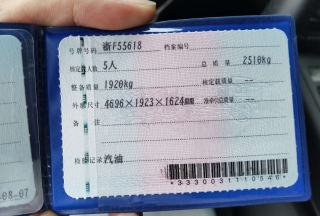 号牌号码 浙F55618 档案编号
核定载人数 5人 总质量 2510kg
整备质量 1920kg 核定载质量 --
外廓尺寸 4696×1923×1624mm 准牵引总质量 --
备注
检验记录 汽油
*3330031110546*
08-07